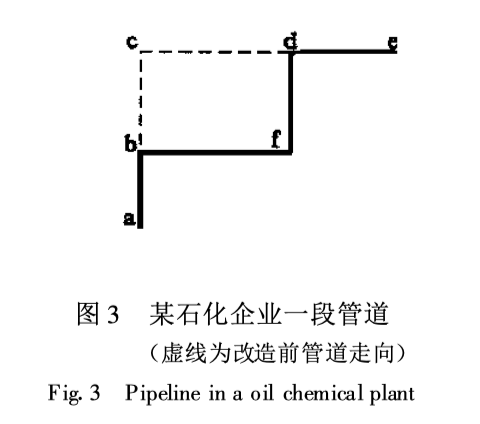 c d e
b f
a
图 3 某石化企业一段管道
（虚线为改造前管道走向）
Fig. 3 Pipeline in a oil chemical plant